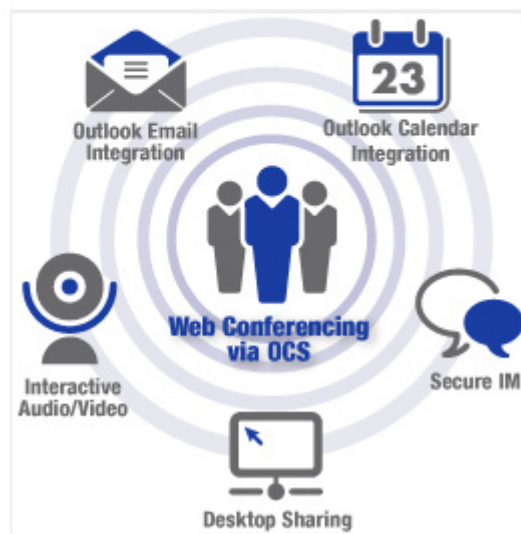 23
Outlook Email
Integration
Outlook Calendar
Integration
Web Conferencing
via OCS
Interactive
Audio/Video
Secure IM
Desktop Sharing